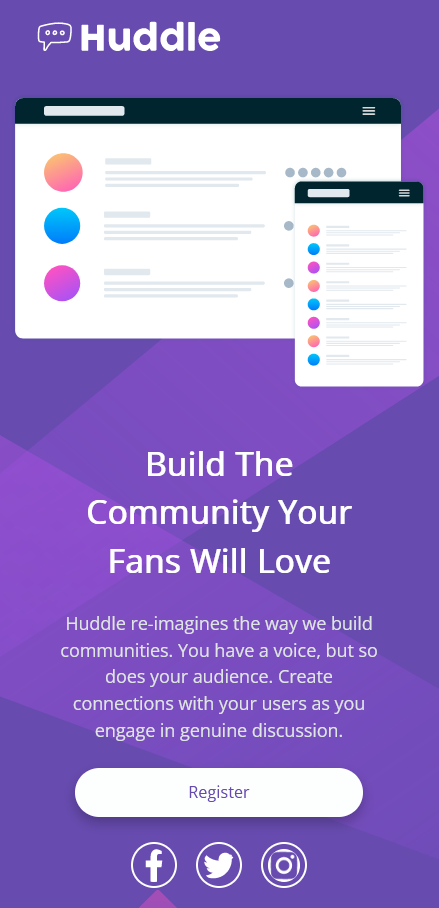 Huddle
Build The
Community Your
Fans Will Love
Huddle re-imagines the way we build
communities. You have a voice, but so
does your audience. Create
connections with your users as you
engage in genuine discussion.
Register